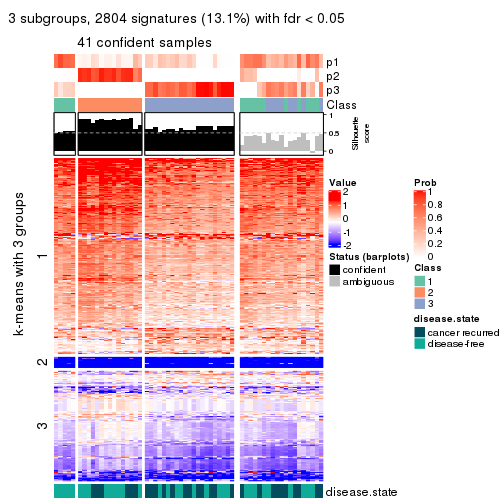 3 subgroups, 2804 signatures (13.1%) with fdr < 0.05
41 confident samples
p1
p2
p3
Class
1
0.5
0
Silhouette
score
k-means with 3 groups
1
2
3
disease.state
Value
2
1
0
-1
-2
Status (barplots)
confident
ambiguous
Prob
1
0.8
0.6
0.4
0.2
0
Class
1
2
3
disease.state
cancer recurred
disease-free